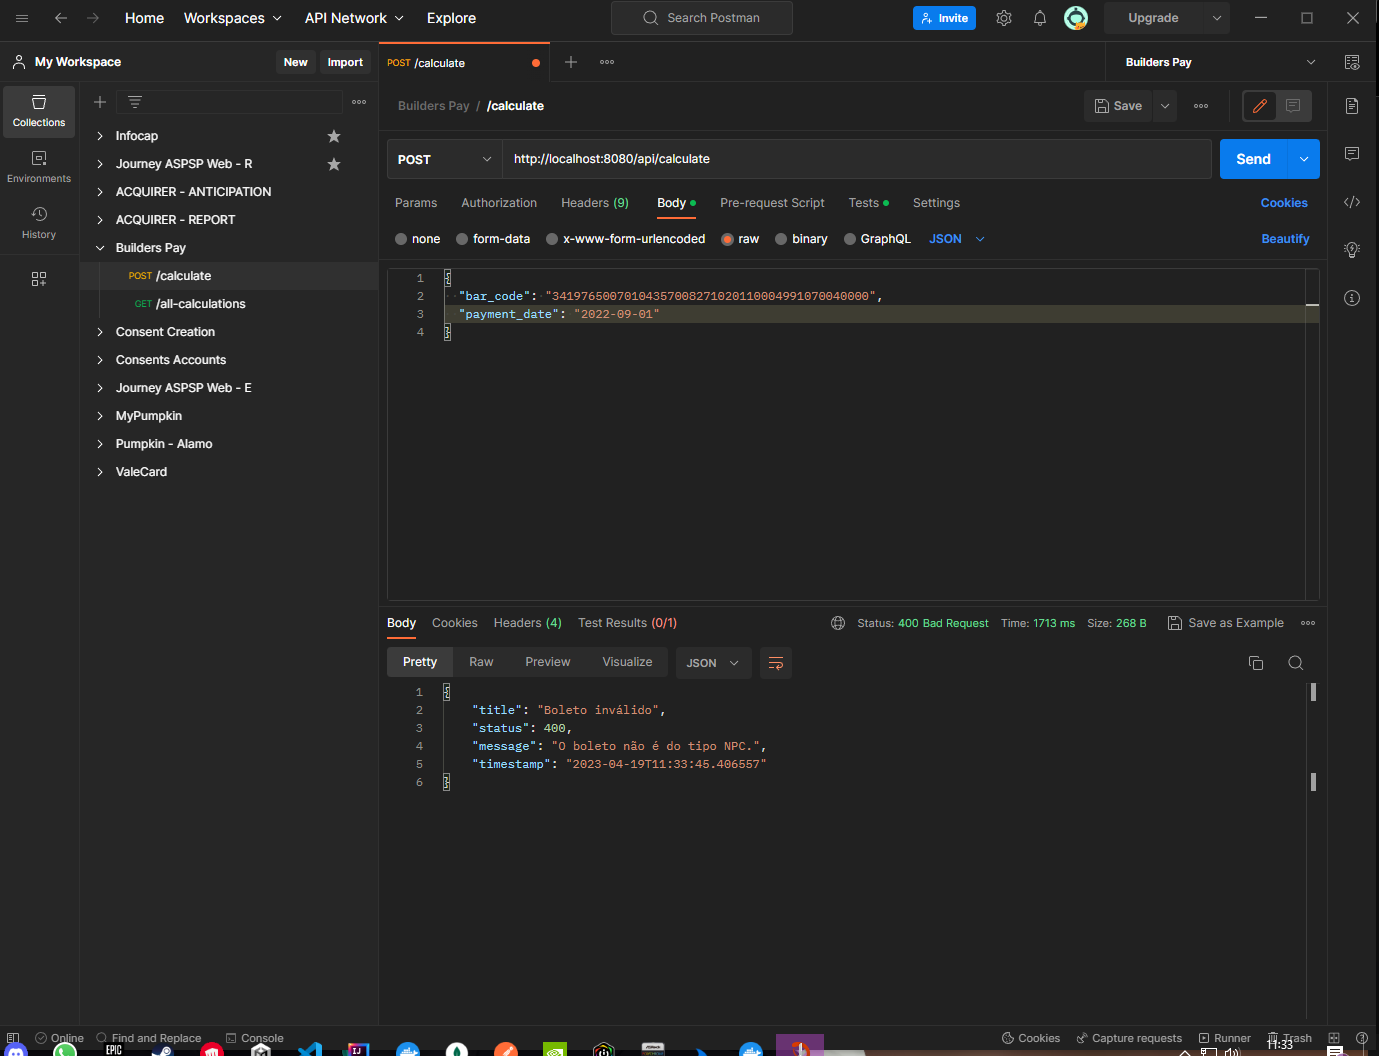 Home Workspaces API Network Explore Search Postman Invite Upgrade
My Workspace New Import POST /calculate Builders Pay
Collections
Environments
History
Infocap
Journey ASPSP Web - R
ACQUIRER - ANTICIPATION
ACQUIRER - REPORT
Builders Pay
POST /calculate
GET /all-calculations
Consent Creation
Consents Accounts
Journey ASPSP Web - E
MyPumpkin
Pumpkin - Alamo
ValeCard
Builders Pay / /calculate Save
POST http://localhost:8080/api/calculate Send
Params Authorization Headers (9) Body Pre-request Script Tests Settings Cookies
none form-data x-www-form-urlencoded raw binary GraphQL JSON Beautify
1 {
2 "bar_code": "34197650070104357008271020110004991070040000",
3 "payment_date": "2022-09-01"
4 }
Body Cookies Headers (4) Test Results (0/1) Status: 400 Bad Request Time: 1713 ms Size: 268 B Save as Example
Pretty Raw Preview Visualize JSON
1 {
2 "title": "Boleto inválido",
3 "status": 400,
4 "message": "O boleto não é do tipo NPC.",
5 "timestamp": "2023-04-19T11:33:45.406557"
6 }
Online Find and Replace Console Cookies Capture requests Runner Trash
EPIC 11:33